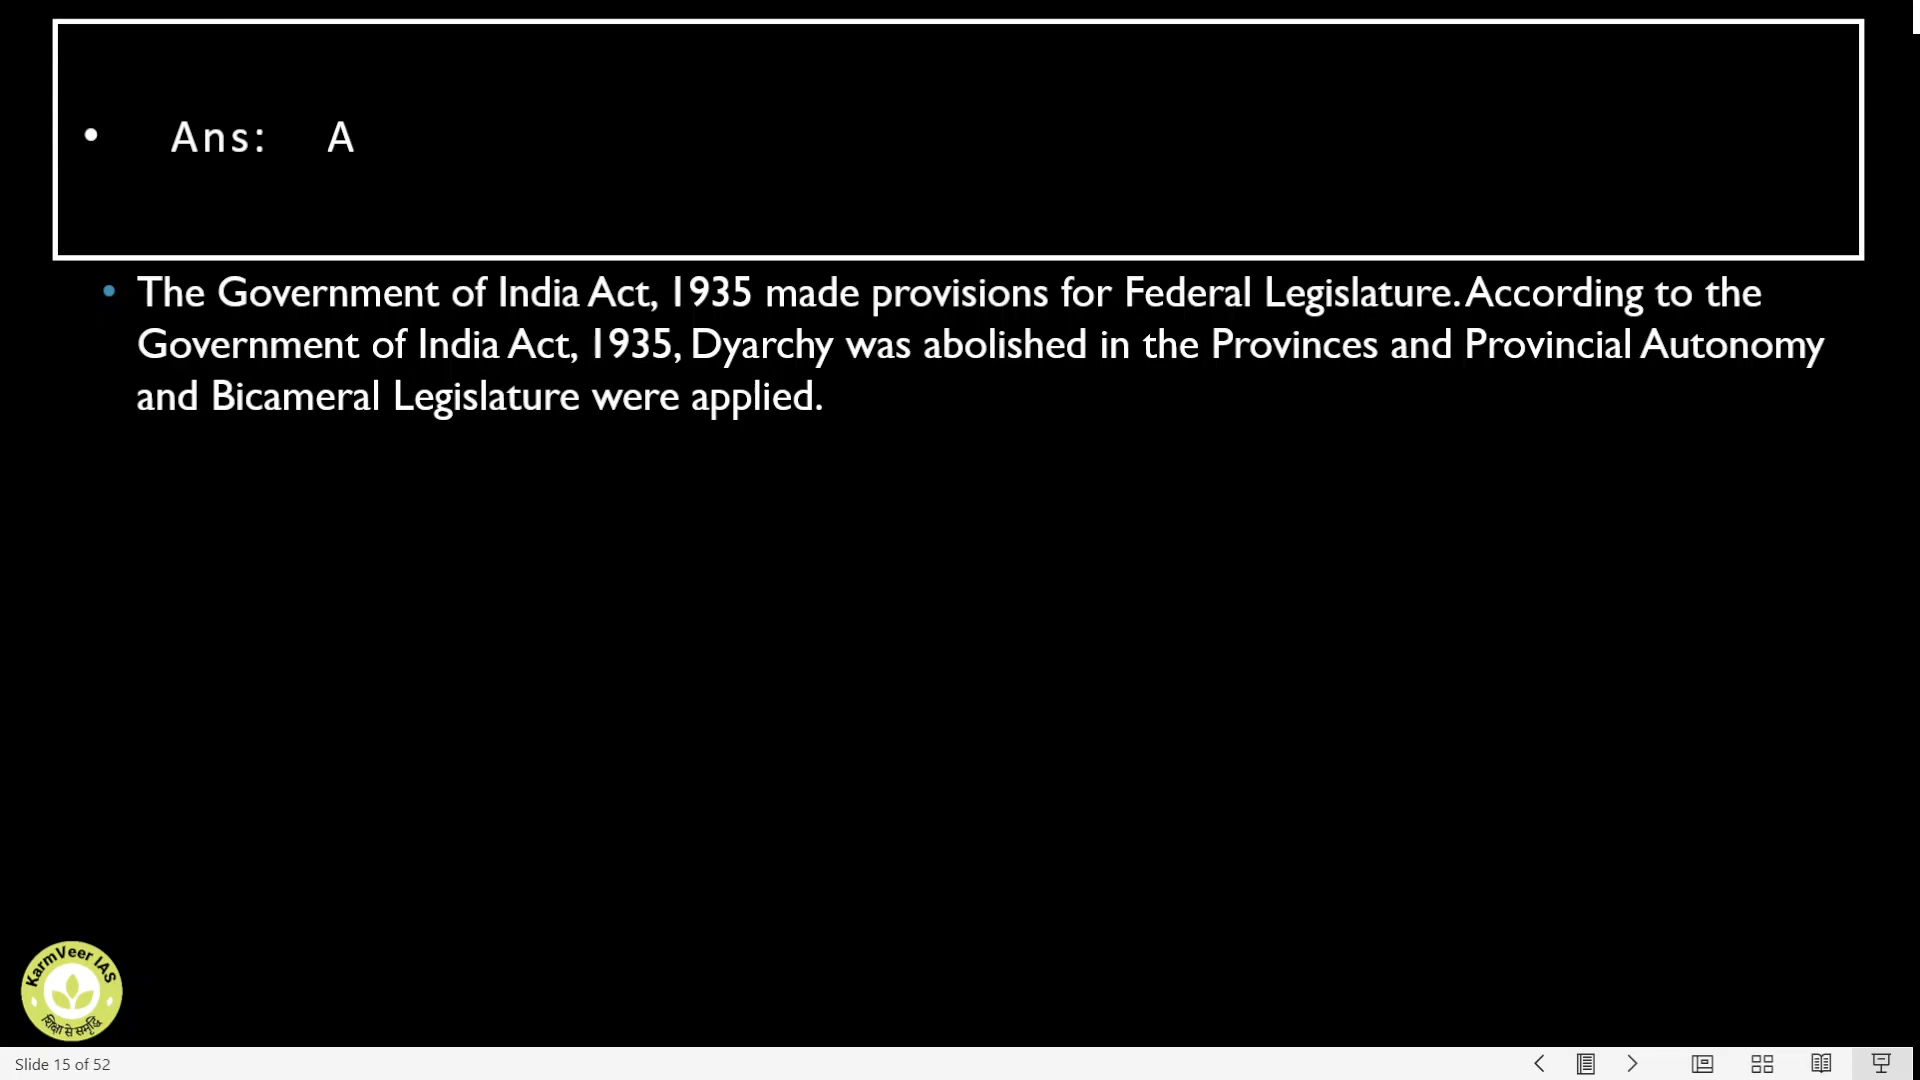 • Ans: A
• The Government of India Act, 1935 made provisions for Federal Legislature. According to the
Government of India Act, 1935, Dyarchy was abolished in the Provinces and Provincial Autonomy
and Bicameral Legislature were applied.
KarmVeer IAS
शिक्षा से समृद्धि
Slide 15 of 52